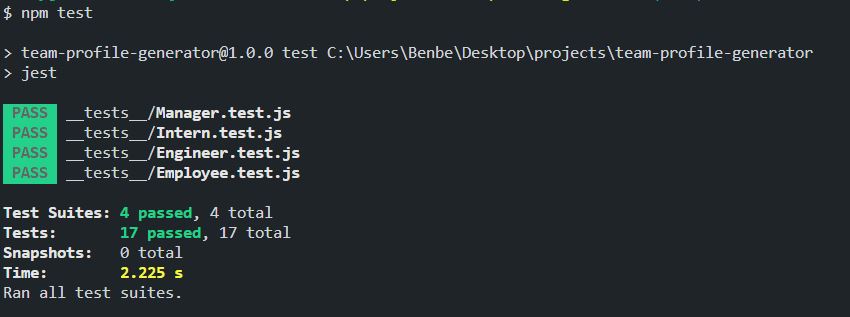 $ npm test
> team-profile-generator@1.0.0 test C:\Users\Benbe\Desktop\projects\team-profile-generator
> jest
PASS __tests__/Manager.test.js
PASS __tests__/Intern.test.js
PASS __tests__/Engineer.test.js
PASS __tests__/Employee.test.js
Test Suites: 4 passed, 4 total
Tests: 17 passed, 17 total
Snapshots: 0 total
Time: 2.225 s
Ran all test suites.